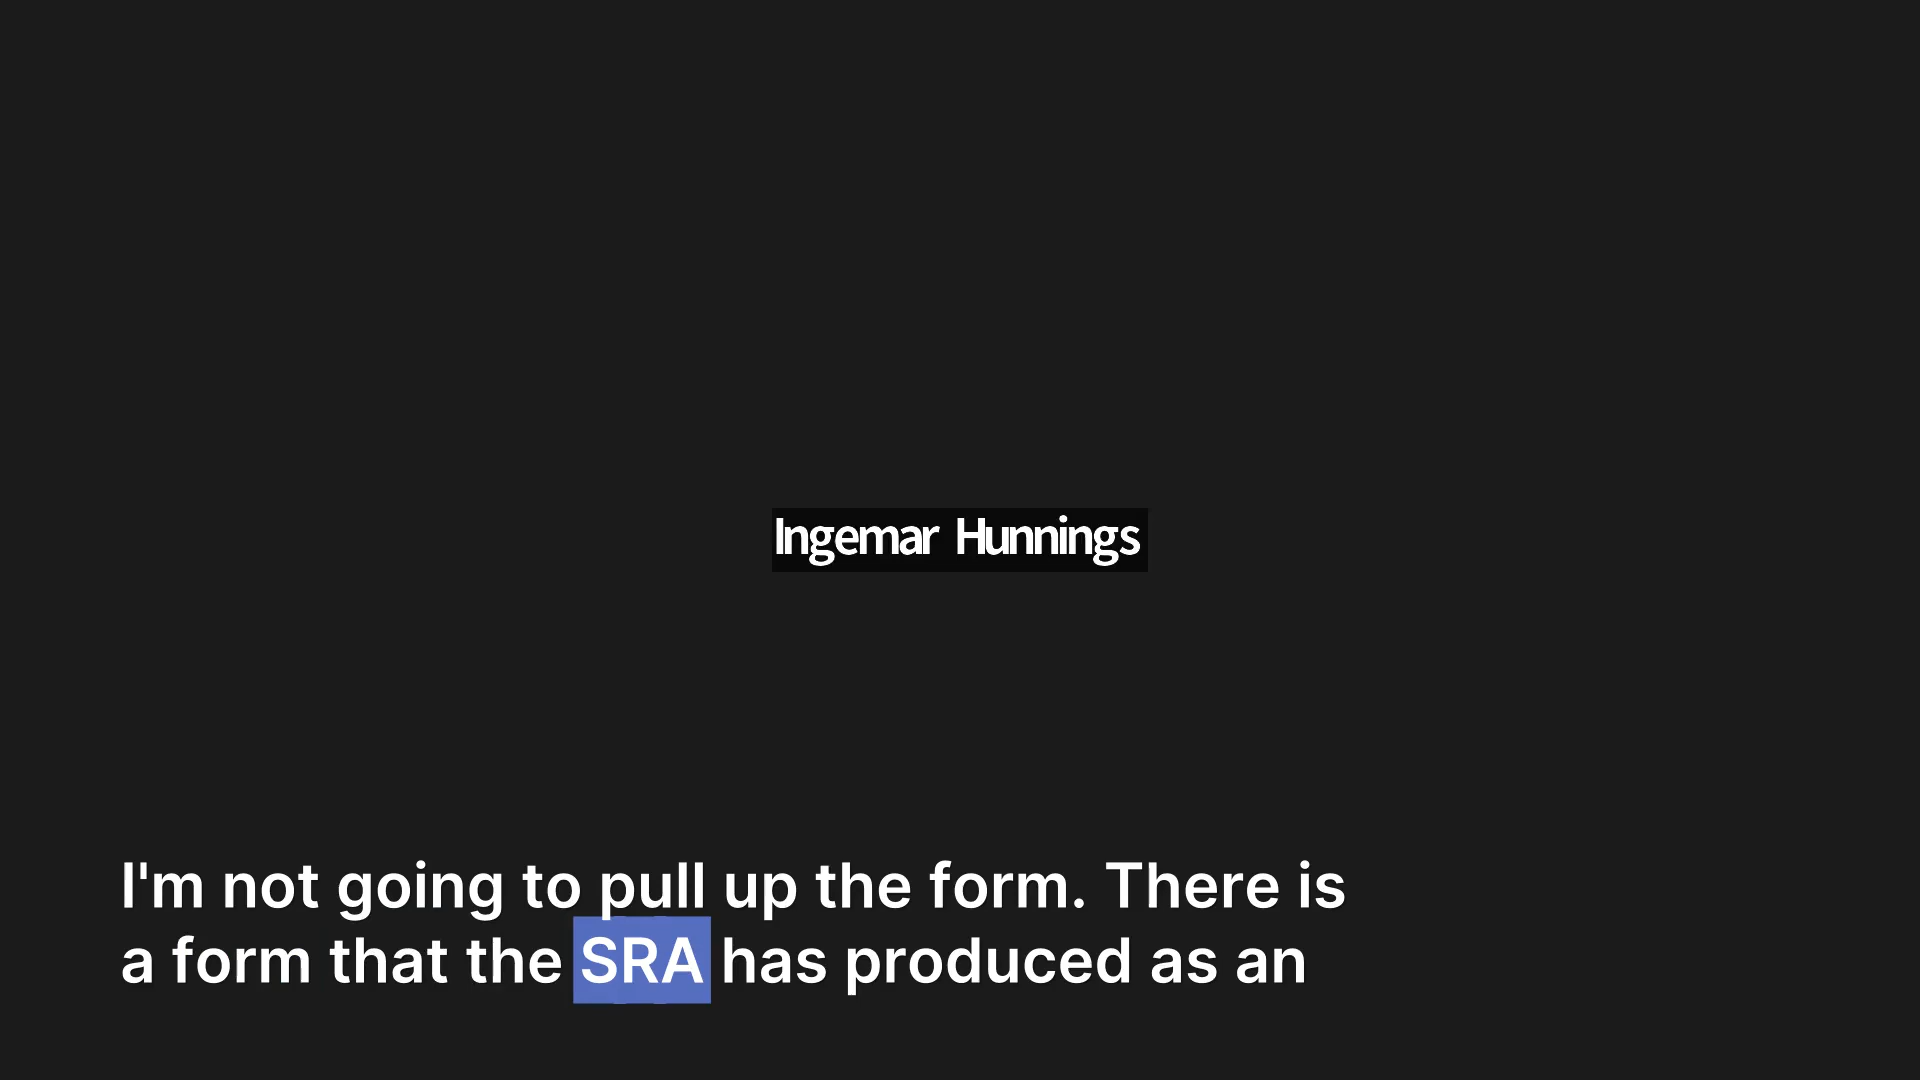 Ingemar Hunnings
I'm not going to pull up the form. There is
a form that the SRA has produced as an